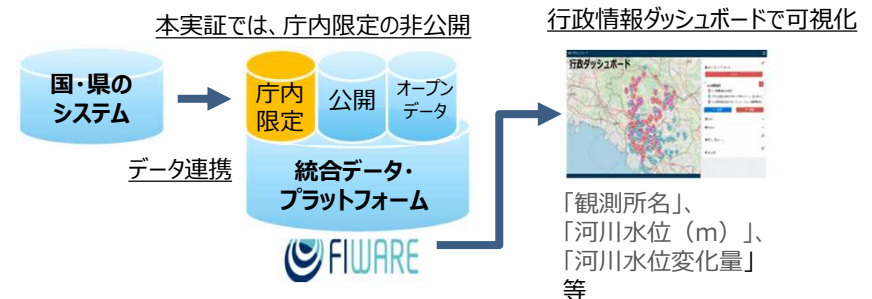 本実証では、庁内限定の非公開
行政情報ダッシュボードで可視化
国・県の
システム
庁内
限定
公開
オープン
データ
データ連携
統合データ・
プラットフォーム
FIWARE
行政ダッシュボード
「観測所名」、
「河川水位（m）」、
「河川水位変化量」
等